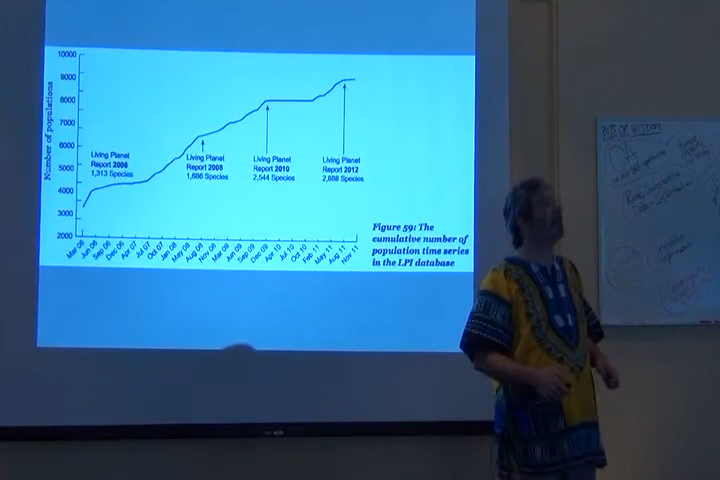 Number of populations
10000
9000
8000
7000
6000
5000
4000
3000
2000
Living Planet
Report 2006
1,313 Species
Living Planet
Report 2008
1,686 Species
Living Planet
Report 2010
2,544 Species
Living Planet
Report 2012
2,688 Species
Mar 06
Jun 06
Sep 06
Dec 06
Apr 07
Jul 07
Oct 07
Jan 08
May 08
Aug 08
Nov 08
Mar 09
Jun 09
Sep 09
Dec 09
Apr 10
Jul 10
Oct 10
Feb 11
May 11
Aug 11
Nov 11
Figure 59: The
cumulative number of
population time series
in the LPI database
BITS OF WISDOM